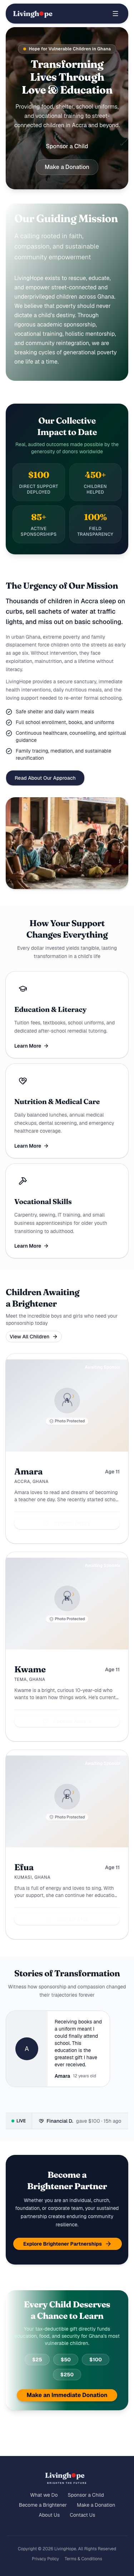 Livinghope
Hope for Vulnerable Children in Ghana
Transforming
Lives Through
Love & Education
Providing food, shelter, school uniforms,
and vocational training to street-
connected children in Accra and beyond.
Sponsor a Child
Make a Donation
Our Guiding Mission
A calling rooted in faith,
compassion, and sustainable
community empowerment
Livinghope exists to rescue, educate,
and empower street-connected and
underprivileged children across Ghana.
We believe that poverty should never
dictate a child's destiny. Through
rigorous academic sponsorship,
vocational training, holistic mentorship,
and community integration, we are
breaking cycles of generational poverty
one life at a time.
Our Collective
Impact to Date
Real, audited outcomes made possible by the
generosity of donors worldwide
$100
DIRECT SUPPORT
DEPLOYED
450+
CHILDREN
HELPED
85+
ACTIVE
SPONSORSHIPS
100%
FIELD
TRANSPARENCY
The Urgency of Our Mission
Thousands of children in Accra sleep on
curbs, sell sachets of water at traffic
lights, and miss out on basic schooling.
In urban Ghana, extreme poverty and family
displacement force children onto the streets as early
as age six. Without intervention, they face
exploitation, malnutrition, and a lifetime without
literacy.
LivingHope provides a secure sanctuary, immediate
health interventions, daily nutritious meals, and the
loving support needed to re-enter formal schooling.
Safe shelter and daily warm meals
Full school enrollment, books, and uniforms
Continuous healthcare, counseling, and spiritual
guidance
Family tracing, mediation, and sustainable
reunification
Read About Our Approach
How Your Support
Changes Everything
Every dollar invested yields tangible, lasting
transformation in a child's life
Education & Literacy
Tuition fees, textbooks, school uniforms, and
dedicated after-school remedial tutoring.
Learn More →
Nutrition & Medical Care
Daily balanced lunches, annual medical
checkups, dental screening, and emergency
healthcare coverage.
Learn More →
Vocational Skills
Carpentry, sewing, IT training, and small
business apprenticeships for older youth
transitioning to adulthood.
Learn More →
Children Awaiting
a Brightener
Meet the incredible boys and girls who need your
sponsorship today
View All Children →
Photo Protected
Amara
Age 11
ACCRA, GHANA
Amara loves to read and dreams of becoming
a teacher one day. She recently started scho...
Photo Protected
Kwame
Age 11
TEMA, GHANA
Kwame is a bright, curious 10-year-old who
wants to learn how things work. He's current...
Photo Protected
Efua
Age 11
KUMASI, GHANA
Efua is full of energy and loves to sing. With
your support, she can continue her educatio...
Stories of Transformation
Witness how sponsorship and compassion changed
their trajectories forever
A
Receiving books and
a uniform meant I
could finally attend
school. This
education is the
greatest gift I have
ever received.
Amara 12 years old
LIVE
Financial D. gave $100 · 15h ago
Become a
Brightener Partner
Whether you are an individual, church,
foundation, or corporate team, your sustained
partnership creates enduring community
resilience.
Explore Brightener Partnerships →
Every Child Deserves
a Chance to Learn
Your tax-deductible gift directly funds
education, food, and security for Ghana's most
vulnerable children.
$25
$50
$100
$250
Make an Immediate Donation
Livinghope
BRIGHTEN THE FUTURE
What we Do
Sponsor a Child
Become a Brightener
Make a Donation
About Us
Contact Us
Copyright © 2026 Livinghope. All Rights Reserved
Privacy Policy
Terms & Conditions